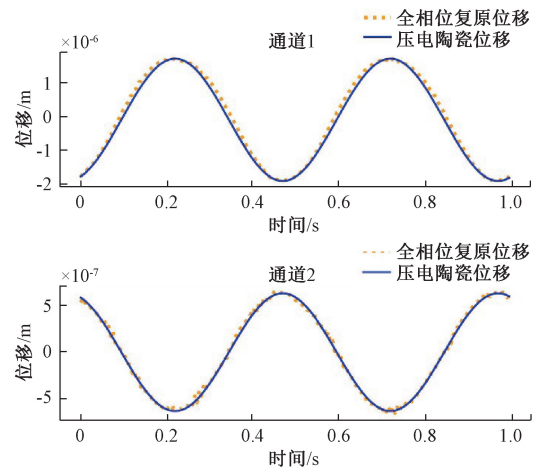 全相位复原位移
×10⁻⁶ 通道1 压电陶瓷位移
位移/m
1
0
-1
-2
0 0.2 0.4 0.6 0.8 1.0
时间/s
全相位复原位移
×10⁻⁷ 通道2 压电陶瓷位移
位移/m
5
0
-5
0 0.2 0.4 0.6 0.8 1.0
时间/s